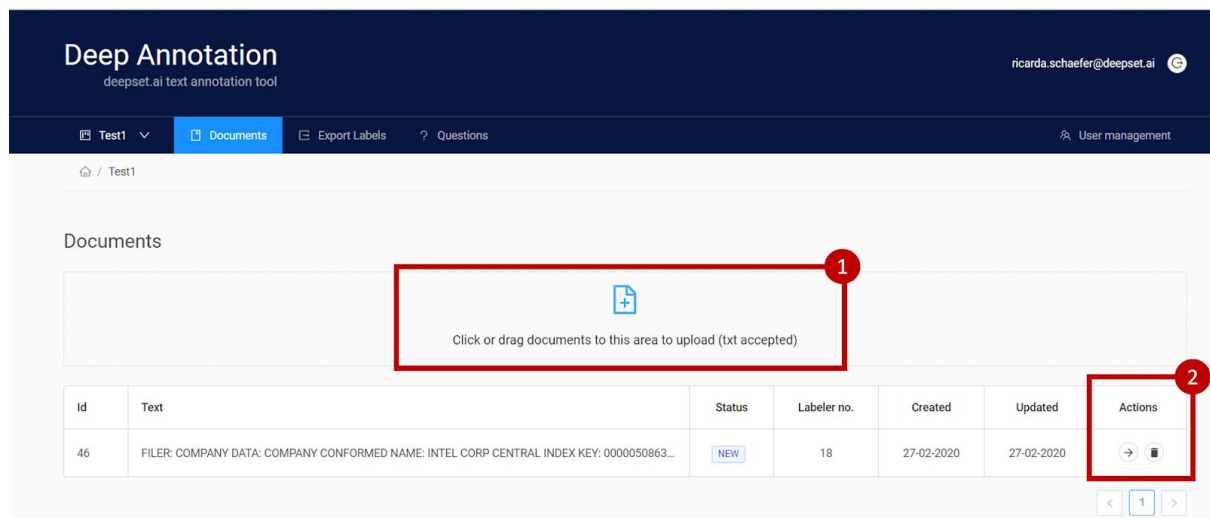 Deep Annotation
deepset.ai text annotation tool
ricarda.schaefer@deepset.ai
Test1 Documents Export Labels ? Questions User management
/ Test1
Documents
1
Click or drag documents to this area to upload (txt accepted)
2
Id Text Status Labeler no. Created Updated Actions
46 FILER: COMPANY DATA: COMPANY CONFORMED NAME: INTEL CORP CENTRAL INDEX KEY: 0000050863... NEW 18 27-02-2020 27-02-2020
< 1 >